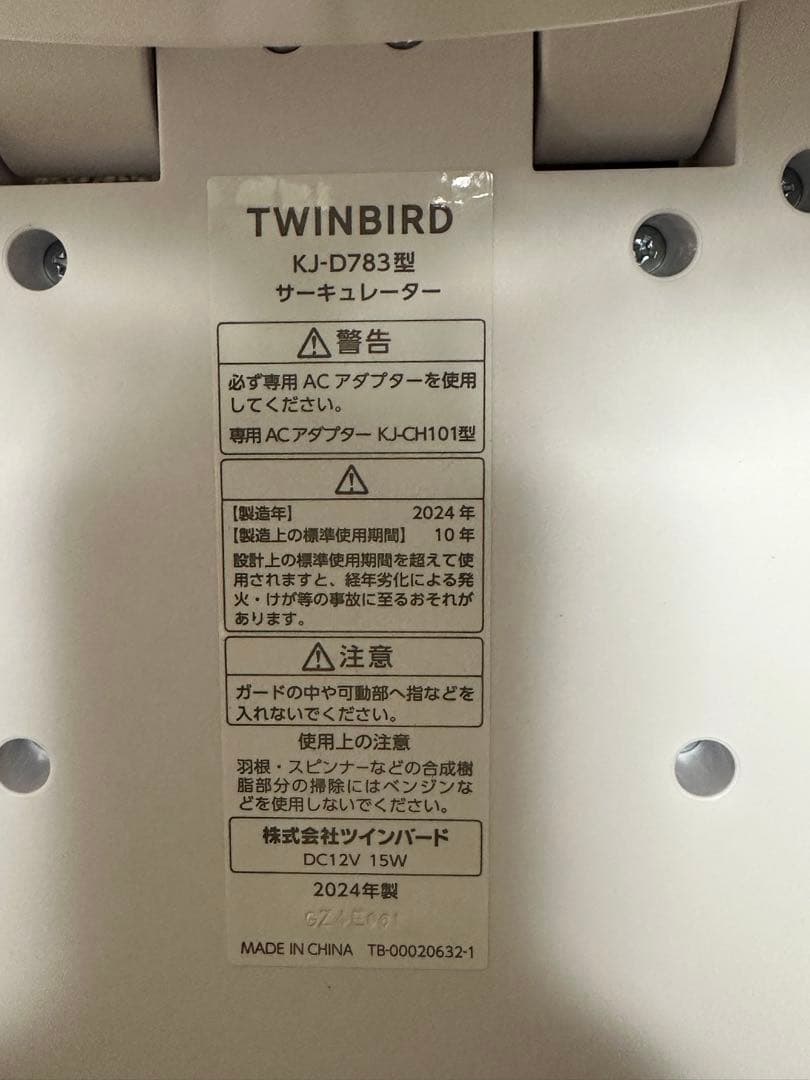 TWINBIRD
KJ-D783型
サーキュレーター
⚠警告
必ず専用 AC アダプターを使用
してください。
専用 AC アダプター KJ-CH101型
⚠
【製造年】 2024 年
【製造上の標準使用期間】 10 年
設計上の標準使用期間を超えて使
用されますと、経年劣化による発
火・けが等の事故に至るおそれが
あります。
⚠注意
ガードの中や可動部へ指などを
入れないでください。
使用上の注意
羽根・スピンナーなどの合成樹
脂部分の掃除にはベンジンな
どを使用しないでください。
株式会社ツインバード
DC12V 15W
2024年製
GZ4E061
MADE IN CHINA TB-00020632-1